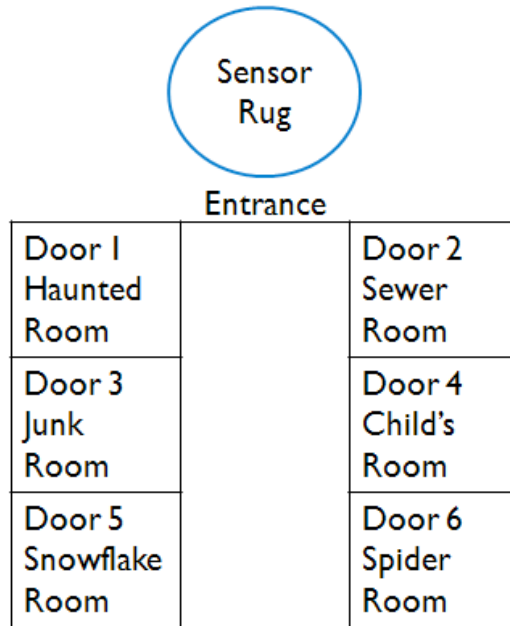 Sensor
Rug
Entrance
Door 1
Haunted
Room
Door 2
Sewer
Room
Door 3
Junk
Room
Door 4
Child's
Room
Door 5
Snowflake
Room
Door 6
Spider
Room